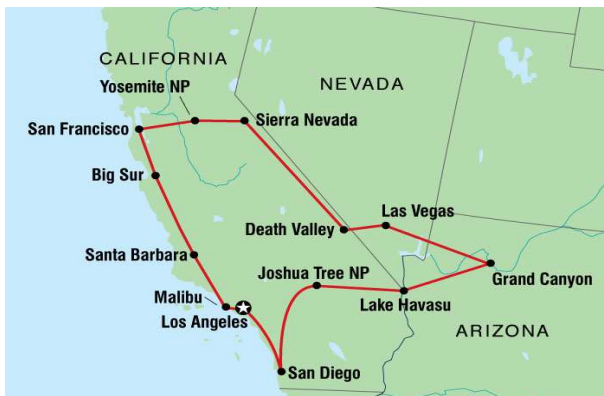 CALIFORNIA
NEVADA
Yosemite NP
San Francisco
Sierra Nevada
Big Sur
Las Vegas
Death Valley
Santa Barbara
Joshua Tree NP
Grand Canyon
Malibu
Lake Havasu
Los Angeles
ARIZONA
San Diego